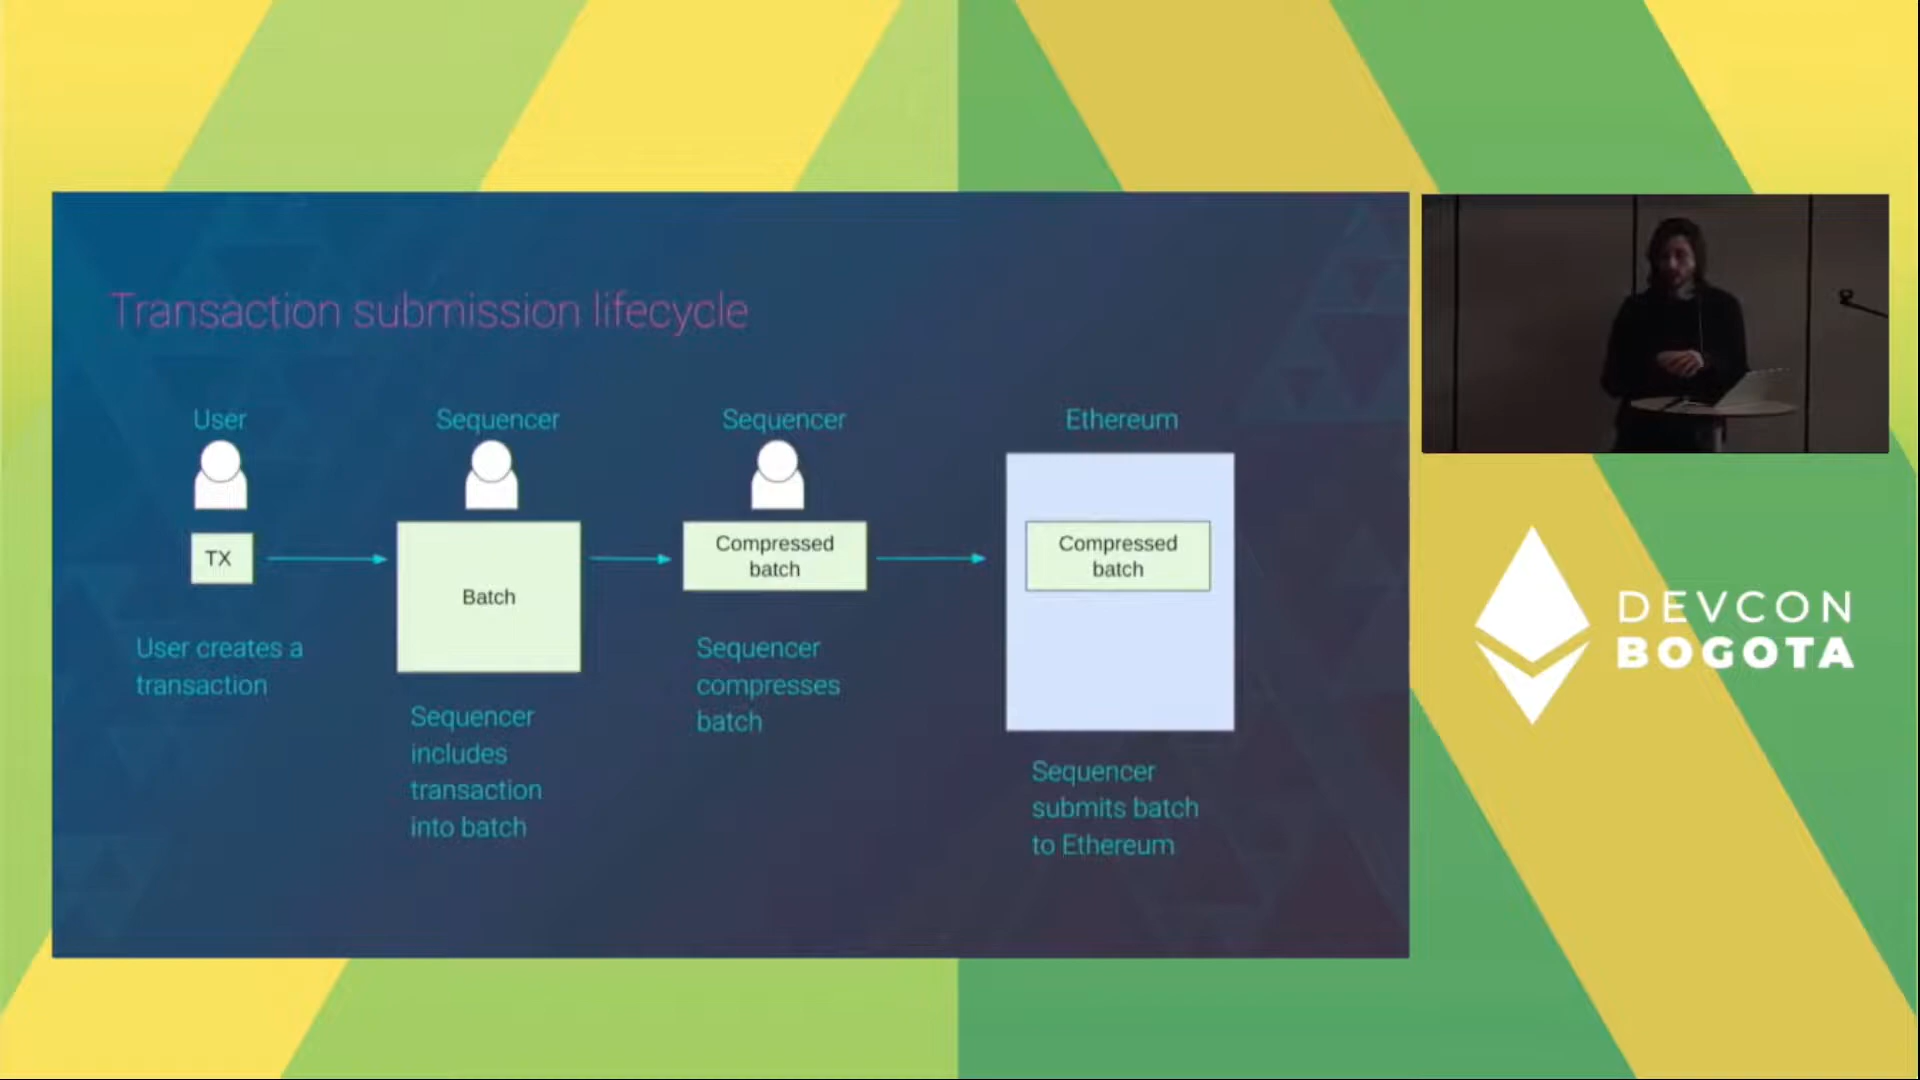 Transaction submission lifecycle
User
TX
User creates a
transaction
Sequencer
Batch
Sequencer
includes
transaction
into batch
Sequencer
Compressed
batch
Sequencer
compresses
batch
Ethereum
Compressed
batch
Sequencer
submits batch
to Ethereum
DEVCON
BOGOTA